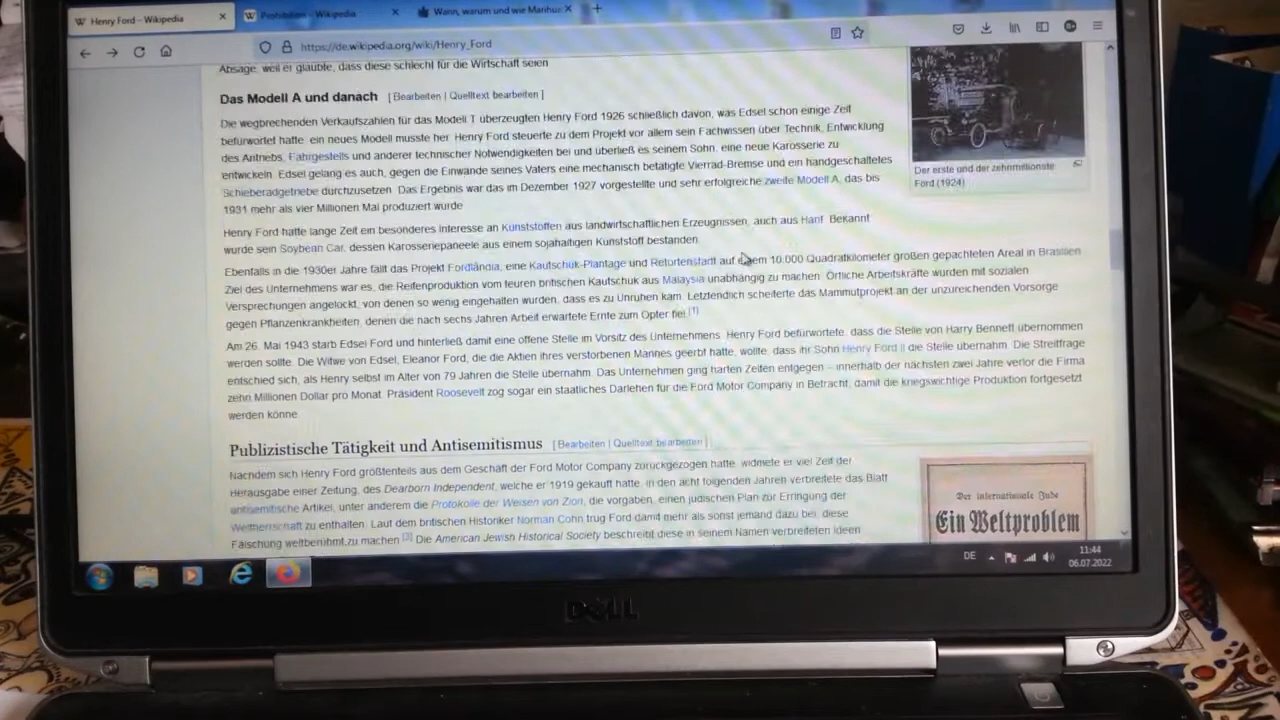 Henry Ford – Wikipedia
Prohibition – Wikipedia
Wann, warum und wie Marihua
https://de.wikipedia.org/wiki/Henry_Ford
Absage, weil er glaubte, dass diese schlecht für die Wirtschaft seien
Das Modell A und danach [ Bearbeiten | Quelltext bearbeiten ]
Die wegbrechenden Verkaufszahlen für das Modell T überzeugten Henry Ford 1926 schließlich davon, was Edsel schon einige Zeit
befürwortet hatte: ein neues Modell musste her. Henry Ford steuerte zu dem Projekt vor allem sein Fachwissen über Technik, Entwicklung
des Antriebs, Fahrgestells und anderer technischer Notwendigkeiten bei und überließ es seinem Sohn, eine neue Karosserie zu
entwickeln. Edsel gelang es auch, gegen die Einwände seines Vaters eine mechanisch betätigte Vierrad-Bremse und ein handgeschaltetes
Schieberadgetriebe durchzusetzen. Das Ergebnis war das im Dezember 1927 vorgestellte und sehr erfolgreiche zweite Modell A, das bis
1931 mehr als vier Millionen Mal produziert wurde
Der erste und der zehnmillionste
Ford (1924)
Henry Ford hatte lange Zeit ein besonderes Interesse an Kunststoffen aus landwirtschaftlichen Erzeugnissen, auch aus Hanf. Bekannt
wurde sein Soybean Car, dessen Karosseriepaneele aus einem sojahaltigen Kunststoff bestanden.
Ebenfalls in die 1930er Jahre fällt das Projekt Fordlândia, eine Kautschuk-Plantage und Retortenstadt auf einem 10.000 Quadratkilometer großen gepachteten Areal in Brasilien
Ziel des Unternehmens war es, die Reifenproduktion vom teuren britischen Kautschuk aus Malaysia unabhängig zu machen. Örtliche Arbeitskräfte wurden mit sozialen
Versprechungen angelockt, von denen so wenig eingehalten wurden, dass es zu Unruhen kam. Letztendlich scheiterte das Mammutprojekt an der unzureichenden Vorsorge
gegen Pflanzenkrankheiten, denen die nach sechs Jahren Arbeit erwartete Ernte zum Opfer fiel.[1]
Am 26. Mai 1943 starb Edsel Ford und hinterließ damit eine offene Stelle im Vorsitz des Unternehmens. Henry Ford befürwortete, dass die Stelle von Harry Bennett übernommen
werden sollte. Die Witwe von Edsel, Eleanor Ford, die die Aktien ihres verstorbenen Mannes geerbt hatte, wollte, dass ihr Sohn Henry Ford II die Stelle übernahm. Die Streitfrage
entschied sich, als Henry selbst im Alter von 79 Jahren die Stelle übernahm. Das Unternehmen ging harten Zeiten entgegen – innerhalb der nächsten zwei Jahre verlor die Firma
zehn Millionen Dollar pro Monat. Präsident Roosevelt zog sogar ein staatliches Darlehen für die Ford Motor Company in Betracht, damit die kriegswichtige Produktion fortgesetzt
werden könne.
Publizistische Tätigkeit und Antisemitismus [ Bearbeiten | Quelltext bearbeiten ]
Nachdem sich Henry Ford größtenteils aus dem Geschäft der Ford Motor Company zurückgezogen hatte, widmete er viel Zeit der
Herausgabe einer Zeitung, des Dearborn Independent, welche er 1919 gekauft hatte. In den acht folgenden Jahren verbreitete das Blatt
antisemitische Artikel, unter anderem die Protokolle der Weisen von Zion, die vorgaben, einen jüdischen Plan zur Erringung der
Weltherrschaft zu enthalten. Laut dem britischen Historiker Norman Cohn trug Ford damit mehr als sonst jemand dazu bei, diese
Fälschung weltberühmt zu machen.[3] Die American Jewish Historical Society beschreibt diese in seinem Namen verbreiteten Ideen
Der internationale Jude
Ein Weltproblem
DE
11:44
06.07.2022
DELL